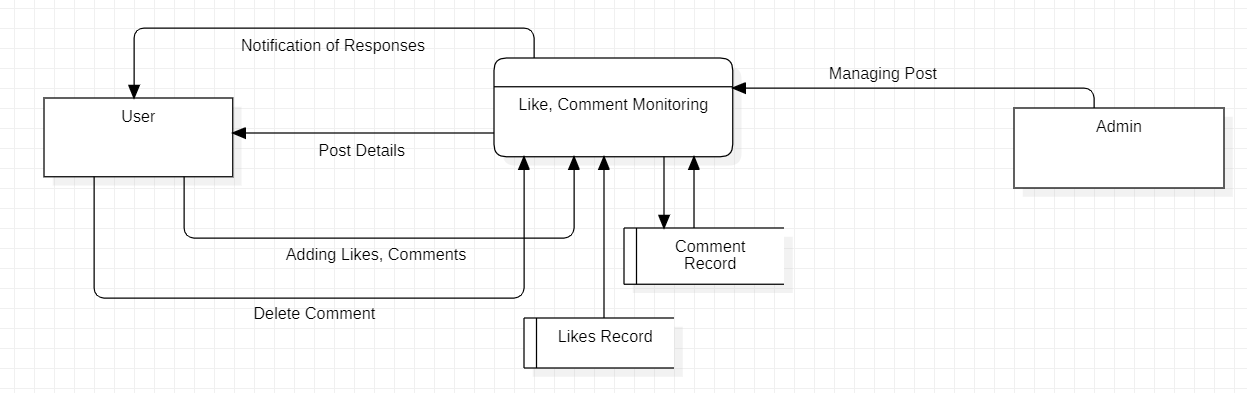 Notification of Responses
Managing Post
Like, Comment Monitoring
User
Admin
Post Details
Comment
Record
Adding Likes, Comments
Delete Comment
Likes Record